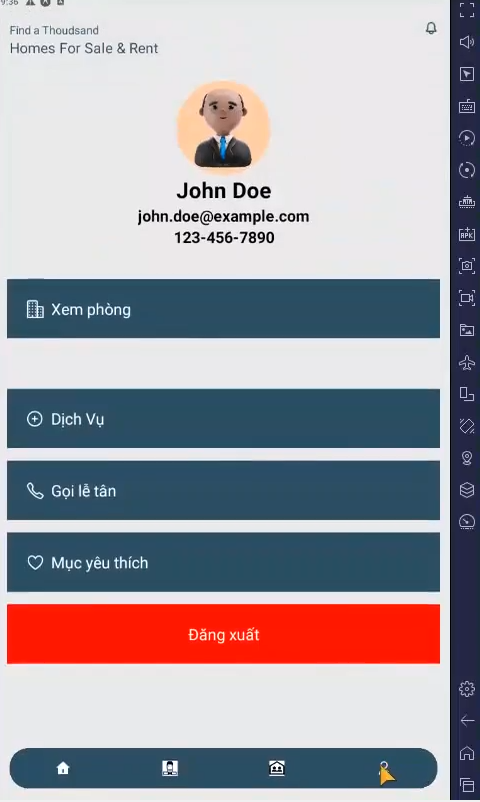 9:36
Find a Thoudsand
Homes For Sale & Rent
John Doe
john.doe@example.com
123-456-7890
Xem phòng
Dịch Vụ
Gọi lễ tân
Mục yêu thích
Đăng xuất
APK